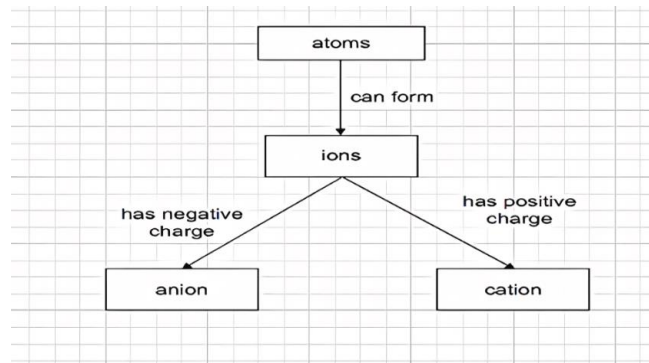 atoms
can form
ions
has negative
charge
has positive
charge
anion
cation